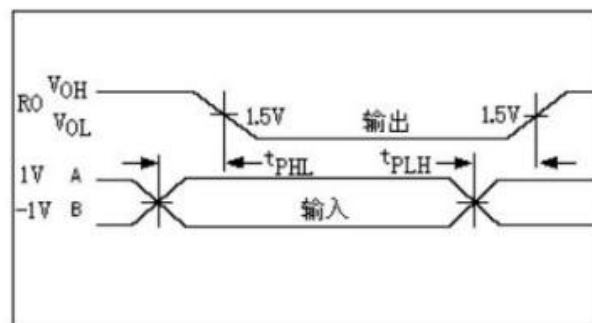 RO VOH
VOL
1.5V
输出
1.5V
tPHL
tPLH
1V A
-1V B
输入